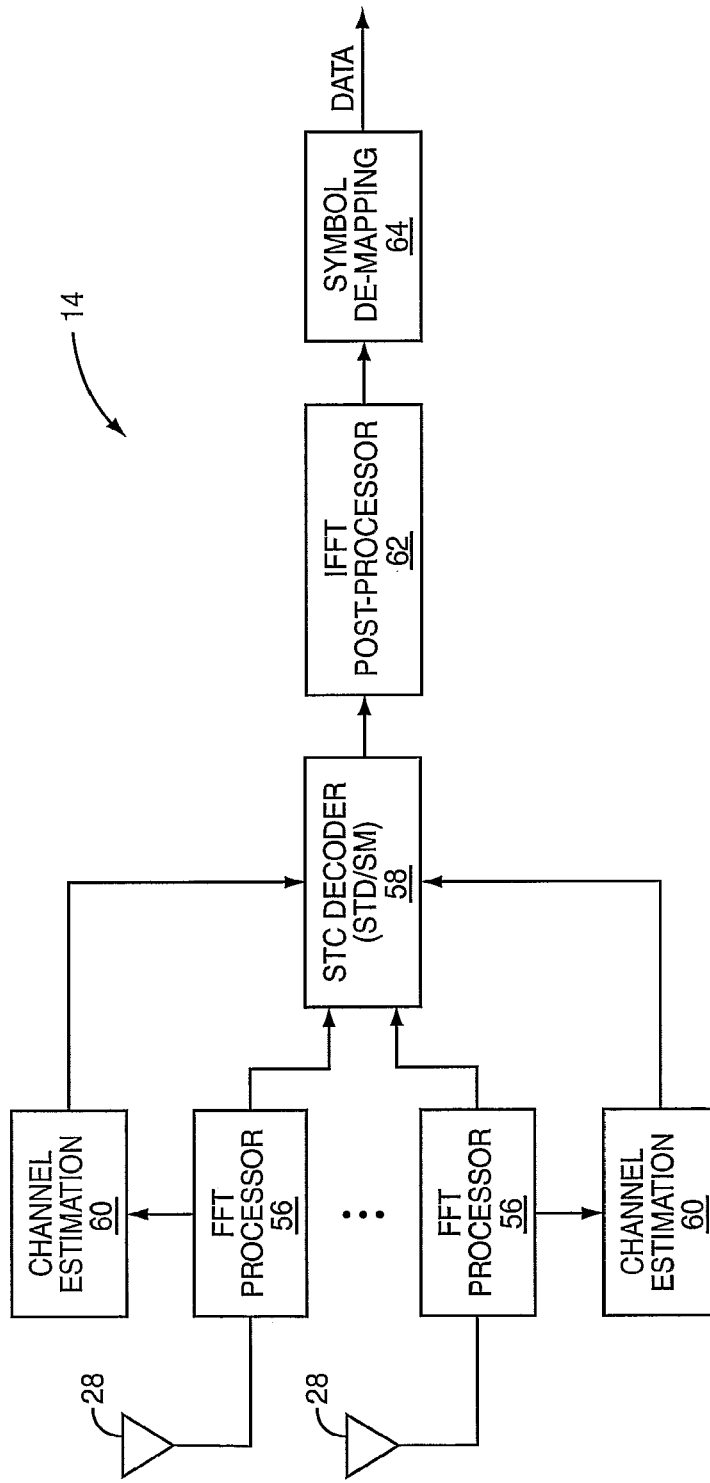 14
28
28
CHANNEL
ESTIMATION
60
FFT
PROCESSOR
56
FFT
PROCESSOR
56
CHANNEL
ESTIMATION
60
STC DECODER
(STD/SM)
58
IFFT
POST-PROCESSOR
62
SYMBOL
DE-MAPPING
64
DATA